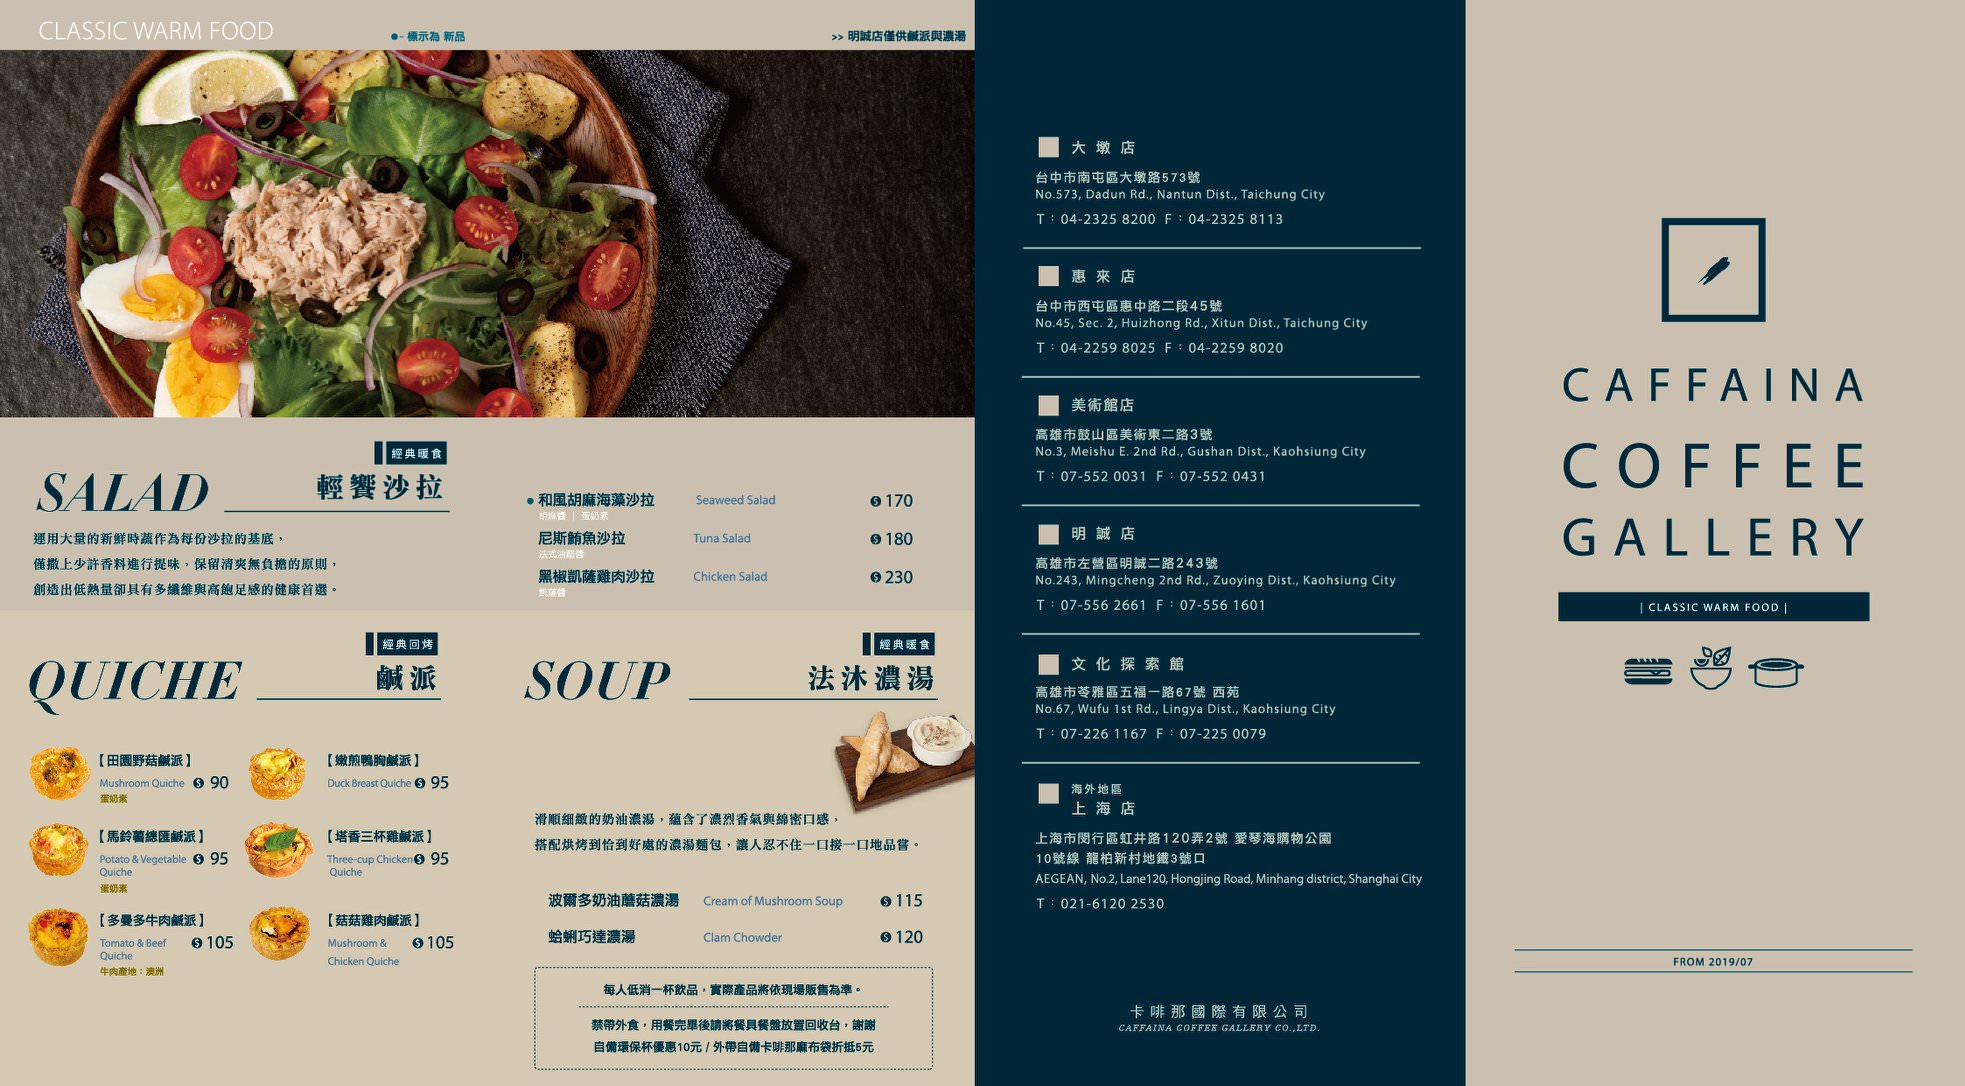 CLASSIC WARM FOOD
●- 標示為 新品
>> 明誠店僅供鹹派與濃湯
經典暖食
SALAD
輕饗沙拉
運用大量的新鮮時蔬作為每份沙拉的基底，
僅撒上少許香料進行提味，保留清爽無負擔的原則，
創造出低熱量卻具有多纖維與高飽足感的健康首選。
● 和風胡麻海藻沙拉 Seaweed Salad $ 170
胡麻醬 | 蛋奶素
尼斯鮪魚沙拉 Tuna Salad $ 180
法式油醋醬
黑椒凱薩雞肉沙拉 Chicken Salad $ 230
凱薩醬
經典回烤
QUICHE
鹹派
【田園野菇鹹派】
Mushroom Quiche $ 90
蛋奶素
【嫩煎鴨胸鹹派】
Duck Breast Quiche $ 95
【馬鈴薯總匯鹹派】
Potato & Vegetable $ 95
Quiche
蛋奶素
【塔香三杯雞鹹派】
Three-cup Chicken $ 95
Quiche
【多曼多牛肉鹹派】
Tomato & Beef $ 105
Quiche
牛肉產地：澳洲
【菇菇雞肉鹹派】
Mushroom & $ 105
Chicken Quiche
經典暖食
SOUP
法沐濃湯
滑順細緻的奶油濃湯，蘊含了濃烈香氣與綿密口感，
搭配烘烤到恰到好處的濃湯麵包，讓人忍不住一口接一口地品嘗。
波爾多奶油蘑菇濃湯 Cream of Mushroom Soup $ 115
蛤蜊巧達濃湯 Clam Chowder $ 120
每人低消一杯飲品，實際產品將依現場販售為準。
禁帶外食，用餐完畢後請將餐具餐盤放置回收台，謝謝
自備環保杯優惠10元 / 外帶自備卡啡那麻布袋折抵5元
大墩店
台中市南屯區大墩路573號
No.573, Dadun Rd., Nantun Dist., Taichung City
T：04-2325 8200 F：04-2325 8113
惠來店
台中市西屯區惠中路二段45號
No.45, Sec. 2, Huizhong Rd., Xitun Dist., Taichung City
T：04-2259 8025 F：04-2259 8020
美術館店
高雄市鼓山區美術東二路3號
No.3, Meishu E. 2nd Rd., Gushan Dist., Kaohsiung City
T：07-552 0031 F：07-552 0431
明誠店
高雄市左營區明誠二路243號
No.243, Mingcheng 2nd Rd., Zuoying Dist., Kaohsiung City
T：07-556 2661 F：07-556 1601
文化探索館
高雄市苓雅區五福一路67號 西苑
No.67, Wufu 1st Rd., Lingya Dist., Kaohsiung City
T：07-226 1167 F：07-225 0079
海外地區
上海店
上海市閔行區虹井路120弄2號 愛琴海購物公園
10號線 龍柏新村地鐵3號口
AEGEAN, No.2, Lane120, Hongjing Road, Minhang district, Shanghai City
T：021-6120 2530
卡啡那國際有限公司
CAFFAINA COFFEE GALLERY CO.,LTD.
CAFFAINA
COFFEE
GALLERY
| CLASSIC WARM FOOD |
FROM 2019/07